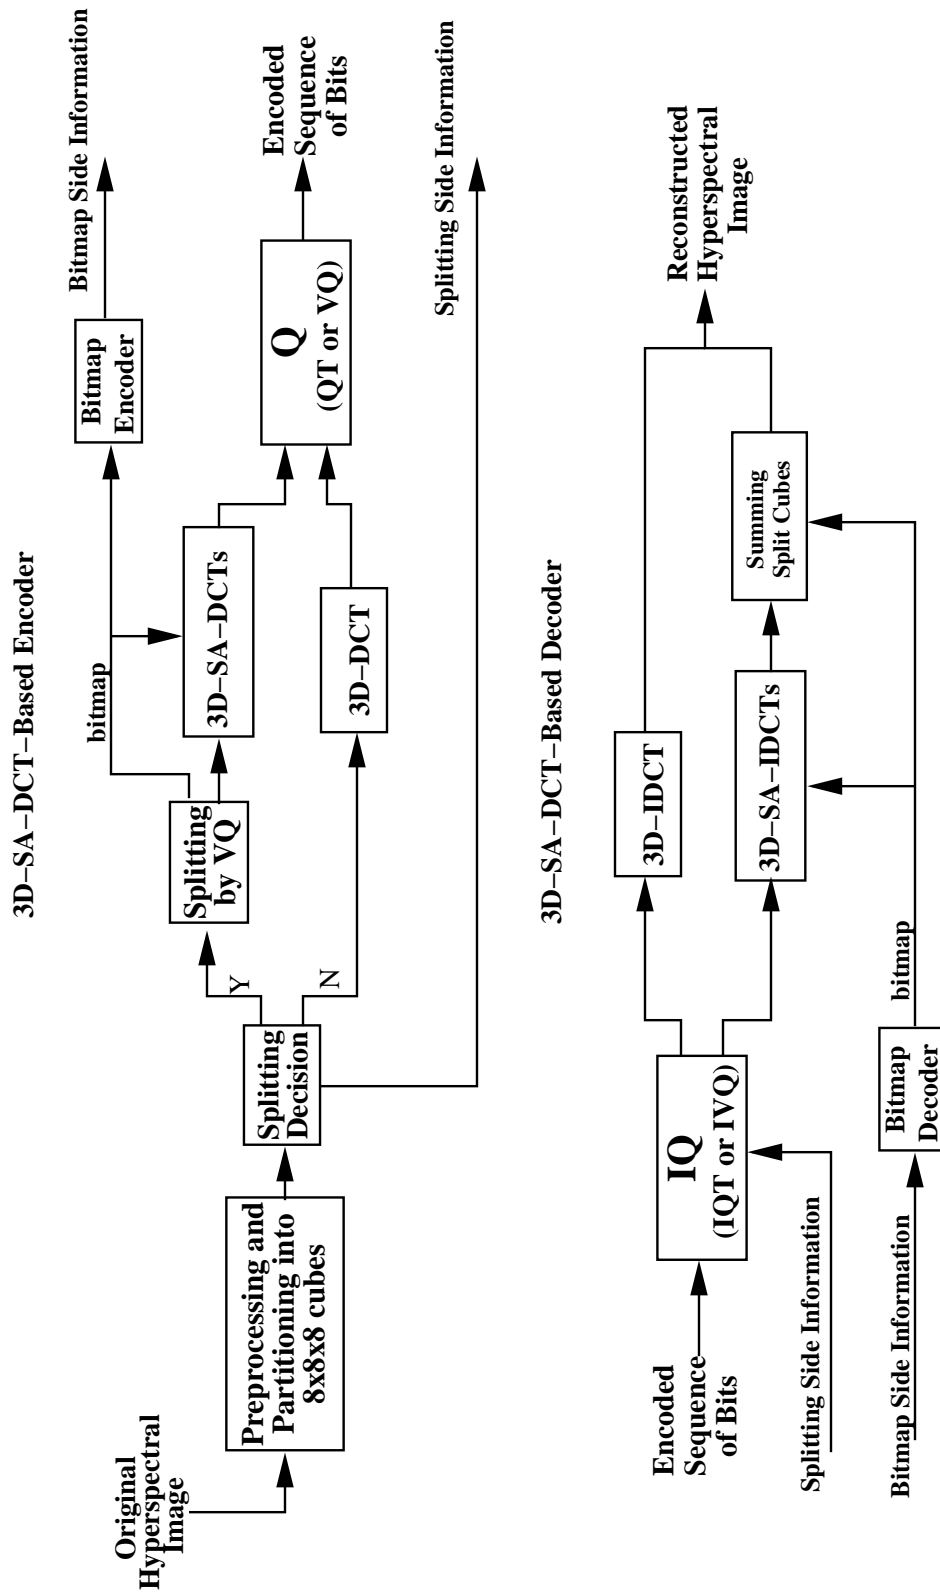 3D–SA–DCT–Based Encoder
Original
Hyperspectral
Image
Preprocessing and
Partitioning into
8x8x8 cubes
Splitting
Decision
Y
N
Splitting
by VQ
bitmap
3D–SA–DCTs
3D–DCT
Bitmap
Encoder
Q
(QT or VQ)
Bitmap Side Information
Encoded
Sequence
of Bits
Splitting Side Information
3D–SA–DCT–Based Decoder
Encoded
Sequence
of Bits
Splitting Side Information
Bitmap Side Information
IQ
(IQT or IVQ)
Bitmap
Decoder
bitmap
3D–IDCT
3D–SA–IDCTs
Summing
Split Cubes
Reconstructed
Hyperspectral
Image